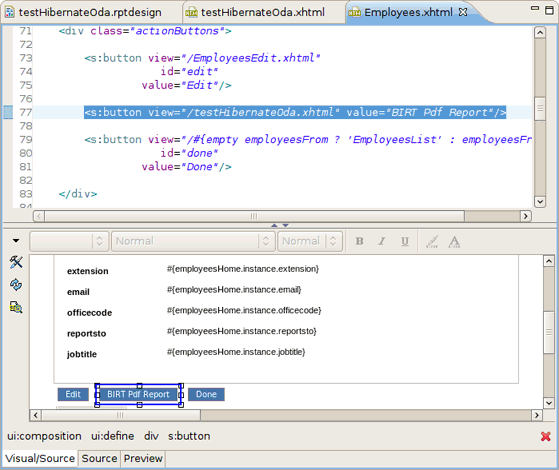 testHibernateOda.rptdesign testHibernateOda.xhtml Employees.xhtml
71 <div class="actionButtons">
72
73 <s:button view="/EmployeesEdit.xhtml"
74 id="edit"
75 value="Edit"/>
76
77 <s:button view="/testHibernateOda.xhtml" value="BIRT Pdf Report"/>
78
79 <s:button view="/#{empty employeesFrom ? 'EmployeesList' : employeesFr
80 id="done"
81 value="Done"/>
82
83 </div>
Normal Normal B I U A
extension #{employeesHome.instance.extension}
email #{employeesHome.instance.email}
officecode #{employeesHome.instance.officecode}
reportsto #{employeesHome.instance.reportsto}
jobtitle #{employeesHome.instance.jobtitle}
Edit BIRT Pdf Report Done
ui:composition ui:define div s:button
Visual/Source Source Preview